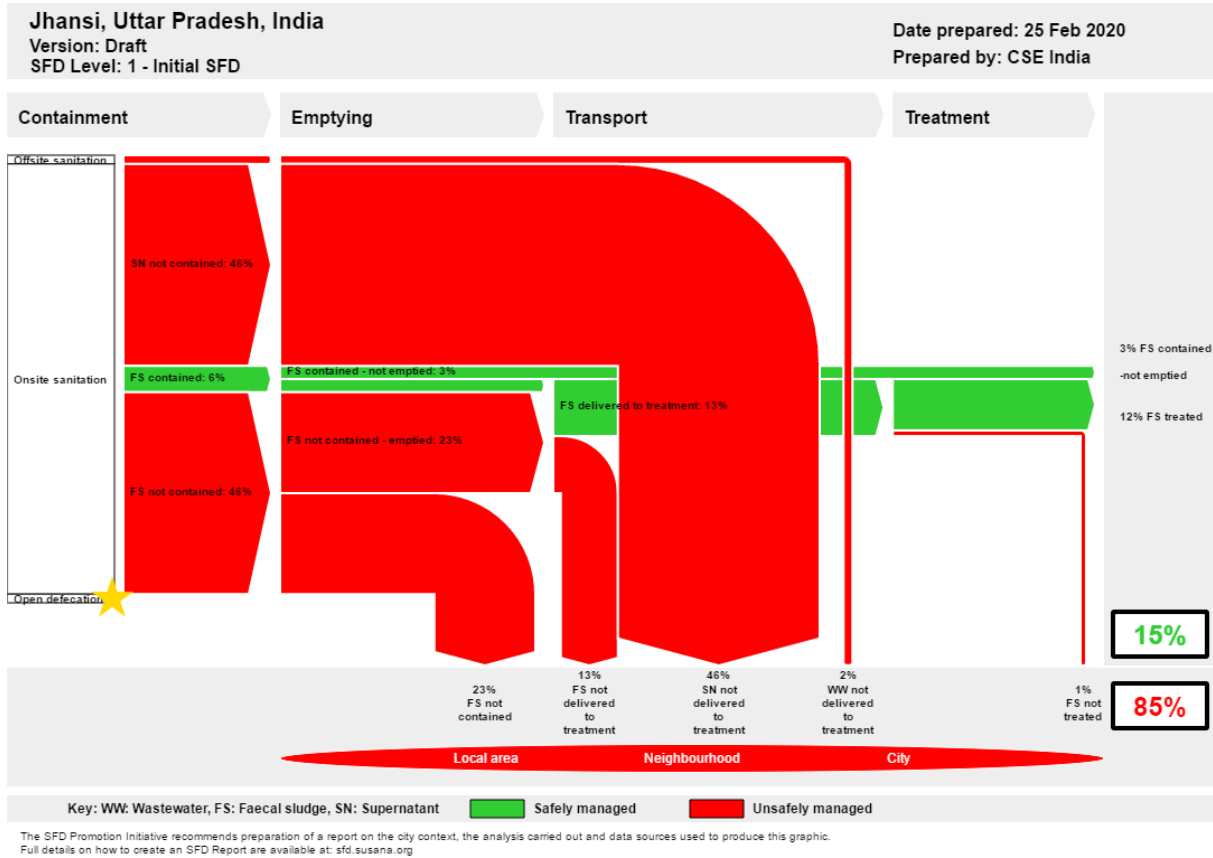 Jhansi, Uttar Pradesh, India
Version: Draft
SFD Level: 1 - Initial SFD
Date prepared: 25 Feb 2020
Prepared by: CSE India
Containment
Emptying
Transport
Treatment
Offsite sanitation
SN not contained: 46%
Onsite sanitation
FS contained: 6%
FS contained - not emptied: 3%
FS delivered to treatment: 13%
FS not contained - emptied: 23%
FS not contained: 46%
Open defecation
3% FS contained
-not emptied
12% FS treated
15%
23%
FS not
contained
13%
FS not
delivered
to
treatment
46%
SN not
delivered
to
treatment
2%
WW not
delivered
to
treatment
1%
FS not
treated
85%
Local area
Neighbourhood
City
Key: WW: Wastewater, FS: Faecal sludge, SN: Supernatant
Safely managed
Unsafely managed
The SFD Promotion Initiative recommends preparation of a report on the city context, the analysis carried out and data sources used to produce this graphic.
Full details on how to create an SFD Report are available at: sfd.susana.org